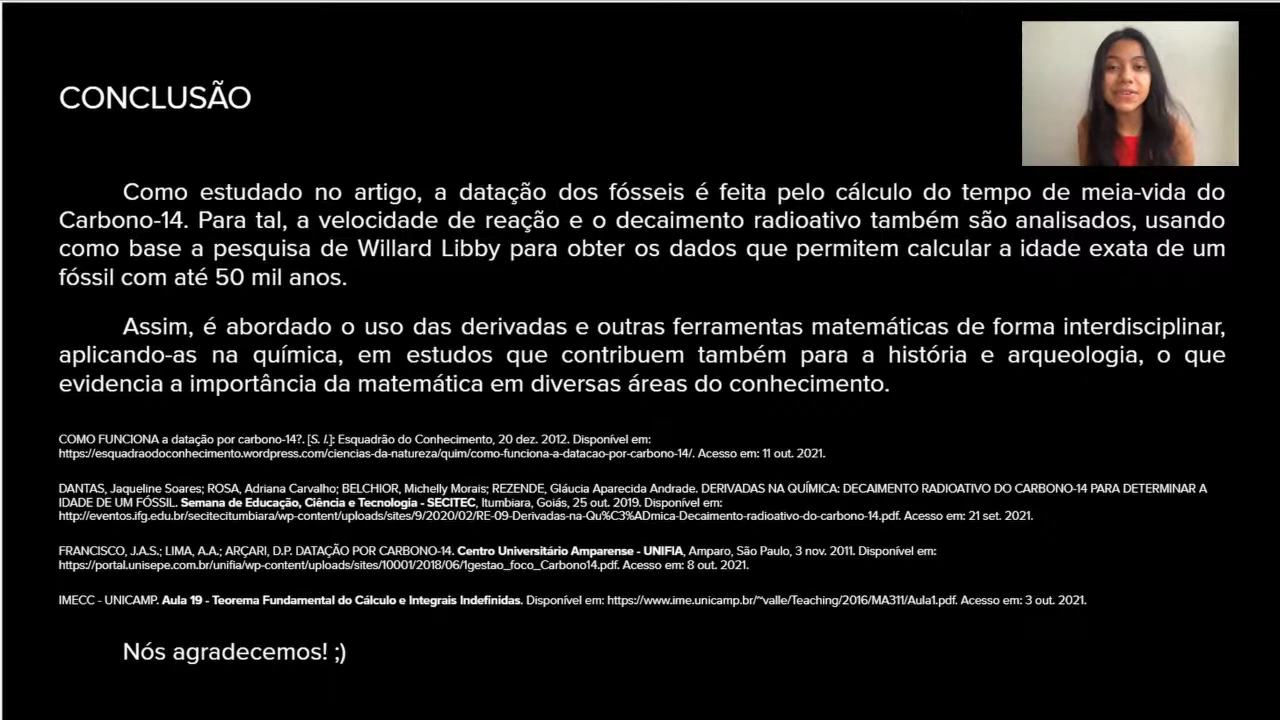 CONCLUSÃO
Como estudado no artigo, a datação dos fósseis é feita pelo cálculo do tempo de meia-vida do
Carbono-14. Para tal, a velocidade de reação e o decaimento radioativo também são analisados, usando
como base a pesquisa de Willard Libby para obter os dados que permitem calcular a idade exata de um
fóssil com até 50 mil anos.
Assim, é abordado o uso das derivadas e outras ferramentas matemáticas de forma interdisciplinar,
aplicando-as na química, em estudos que contribuem também para a história e arqueologia, o que
evidencia a importância da matemática em diversas áreas do conhecimento.
COMO FUNCIONA a datação por carbono-14?. [S. l.]: Esquadrão do Conhecimento, 20 dez. 2012. Disponível em:
https://esquadraodoconhecimento.wordpress.com/ciencias-da-natureza/quim/como-funciona-a-datacao-por-carbono-14/. Acesso em: 11 out. 2021.
DANTAS, Jaqueline Soares; ROSA, Adriana Carvalho; BELCHIOR, Michelly Morais; REZENDE, Gláucia Aparecida Andrade. DERIVADAS NA QUÍMICA: DECAIMENTO RADIOATIVO DO CARBONO-14 PARA DETERMINAR A
IDADE DE UM FÓSSIL. Semana de Educação, Ciência e Tecnologia - SECITEC, Itumbiara, Goiás, 25 out. 2019. Disponível em:
http://eventos.ifg.edu.br/secitecitumbiara/wp-content/uploads/sites/9/2020/02/RE-09-Derivadas-na-Qu%C3%ADmica-Decaimento-radioativo-do-carbono-14.pdf. Acesso em: 21 set. 2021.
FRANCISCO, J.A.S.; LIMA, A.A.; ARÇARI, D.P. DATAÇÃO POR CARBONO-14. Centro Universitário Amparense - UNIFIA, Amparo, São Paulo, 3 nov. 2011. Disponível em:
https://portal.unisepe.com.br/unifia/wp-content/uploads/sites/10001/2018/06/1gestao_foco_Carbono14.pdf. Acesso em: 8 out. 2021.
IMECC - UNICAMP. Aula 19 - Teorema Fundamental do Cálculo e Integrais Indefinidas. Disponível em: https://www.ime.unicamp.br/~valle/Teaching/2016/MA311/Aula1.pdf. Acesso em: 3 out. 2021.
Nós agradecemos! ;)